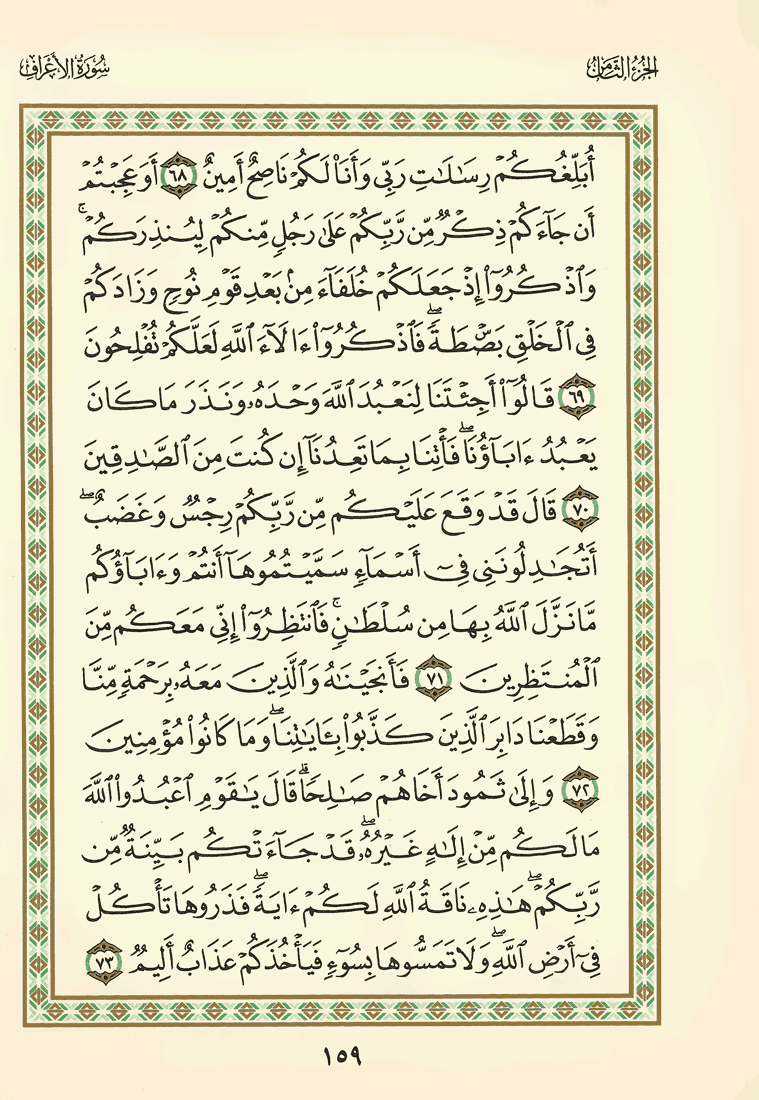 الجزء الثامن
سورة الأعراف
أُبَلِّغُكُمْ رِسَٰلَٰتِ رَبِّى وَأَنَا۠ لَكُمْ نَاصِحٌ أَمِينٌ ٦٨ أَوَعَجِبْتُمْ
أَن جَآءَكُمْ ذِكْرٌ مِّن رَّبِّكُمْ عَلَىٰ رَجُلٍ مِّنكُمْ لِيُنذِرَكُمْ ۚ
وَٱذْكُرُوٓا۟ إِذْ جَعَلَكُمْ خُلَفَآءَ مِنۢ بَعْدِ قَوْمِ نُوحٍ وَزَادَكُمْ
فِى ٱلْخَلْقِ بَصْۜطَةً ۖ فَٱذْكُرُوٓا۟ ءَالَآءَ ٱللَّهِ لَعَلَّكُمْ تُفْلِحُونَ
٦٩ قَالُوٓا۟ أَجِئْتَنَا لِنَعْبُدَ ٱللَّهَ وَحْدَهُۥ وَنَذَرَ مَا كَانَ
يَعْبُدُ ءَابَآؤُنَا ۖ فَأْتِنَا بِمَا تَعِدُنَآ إِن كُنتَ مِنَ ٱلصَّٰدِقِينَ
٧٠ قَالَ قَدْ وَقَعَ عَلَيْكُم مِّن رَّبِّكُمْ رِجْسٌ وَغَضَبٌ ۖ
أَتُجَٰدِلُونَنِى فِىٓ أَسْمَآءٍ سَمَّيْتُمُوهَآ أَنتُمْ وَءَابَآؤُكُم
مَّا نَزَّلَ ٱللَّهُ بِهَا مِن سُلْطَٰنٍ ۚ فَٱنتَظِرُوٓا۟ إِنِّى مَعَكُم مِّنَ
ٱلْمُنتَظِرِينَ ٧١ فَأَنجَيْنَٰهُ وَٱلَّذِينَ مَعَهُۥ بِرَحْمَةٍ مِّنَّا
وَقَطَعْنَا دَابِرَ ٱلَّذِينَ كَذَّبُوا۟ بِـَٔايَٰتِنَا ۖ وَمَا كَانُوا۟ مُؤْمِنِينَ
٧٢ وَإِلَىٰ ثَمُودَ أَخَاهُمْ صَٰلِحًا ۗ قَالَ يَٰقَوْمِ ٱعْبُدُوا۟ ٱللَّهَ
مَا لَكُم مِّنْ إِلَٰهٍ غَيْرُهُۥ ۖ قَدْ جَآءَتْكُم بَيِّنَةٌ مِّن
رَّبِّكُمْ ۖ هَٰذِهِۦ نَاقَةُ ٱللَّهِ لَكُمْ ءَايَةً ۖ فَذَرُوهَا تَأْكُلْ
فِىٓ أَرْضِ ٱللَّهِ ۖ وَلَا تَمَسُّوهَا بِسُوٓءٍ فَيَأْخُذَكُمْ عَذَابٌ أَلِيمٌ ٧٣
١٥٩